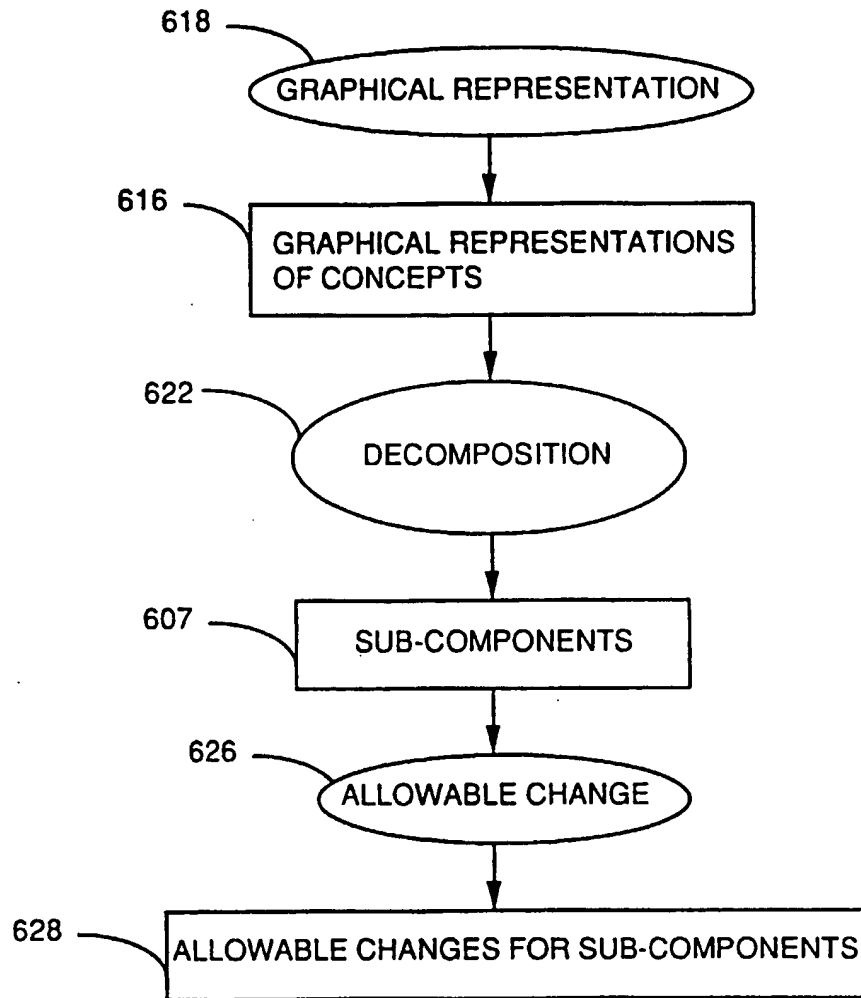 618
GRAPHICAL REPRESENTATION
616
GRAPHICAL REPRESENTATIONS
OF CONCEPTS
622
DECOMPOSITION
607
SUB-COMPONENTS
626
ALLOWABLE CHANGE
628
ALLOWABLE CHANGES FOR SUB-COMPONENTS